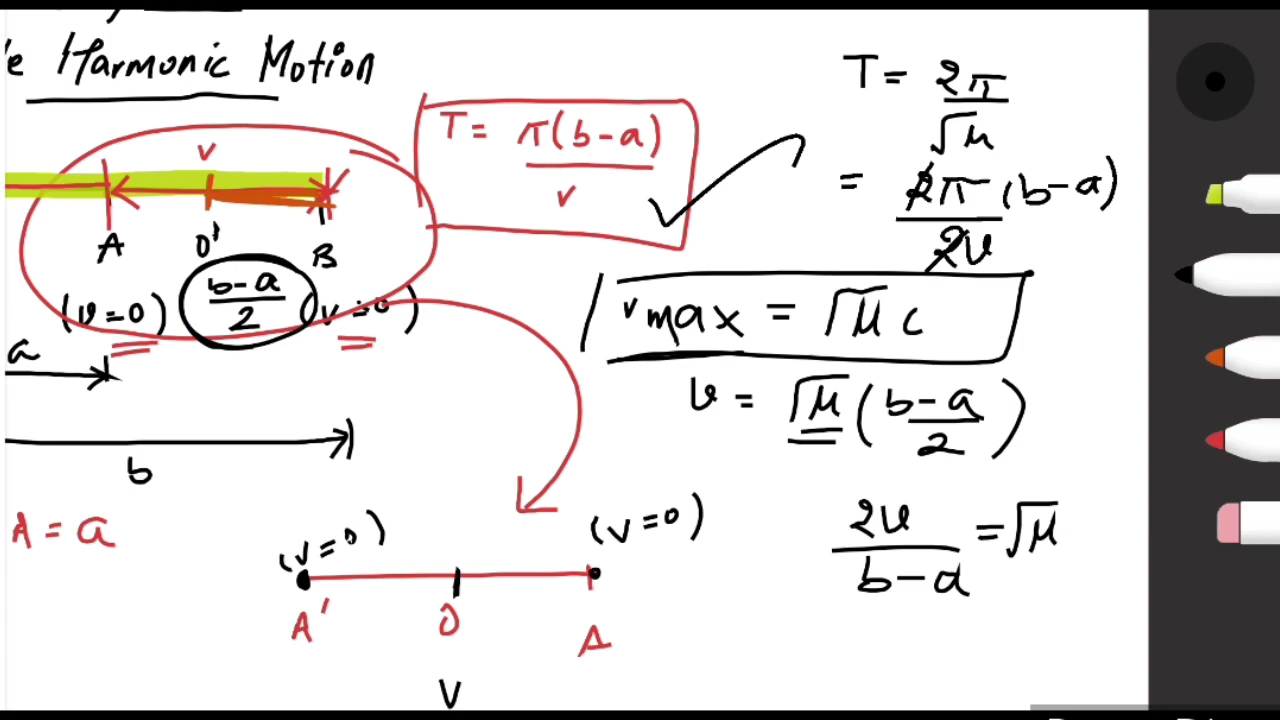 e Harmonic Motion
T = π(b-a)
v
v
A O' B
(v=0) b-a (v=0)
2
a
b
A = a
(v=0) (v=0)
A' O A
V
T = 2π
√μ
= 2π (b-a)
2v
vmax = √μ c
v = √μ (b-a)
2
2v = √μ
b-a